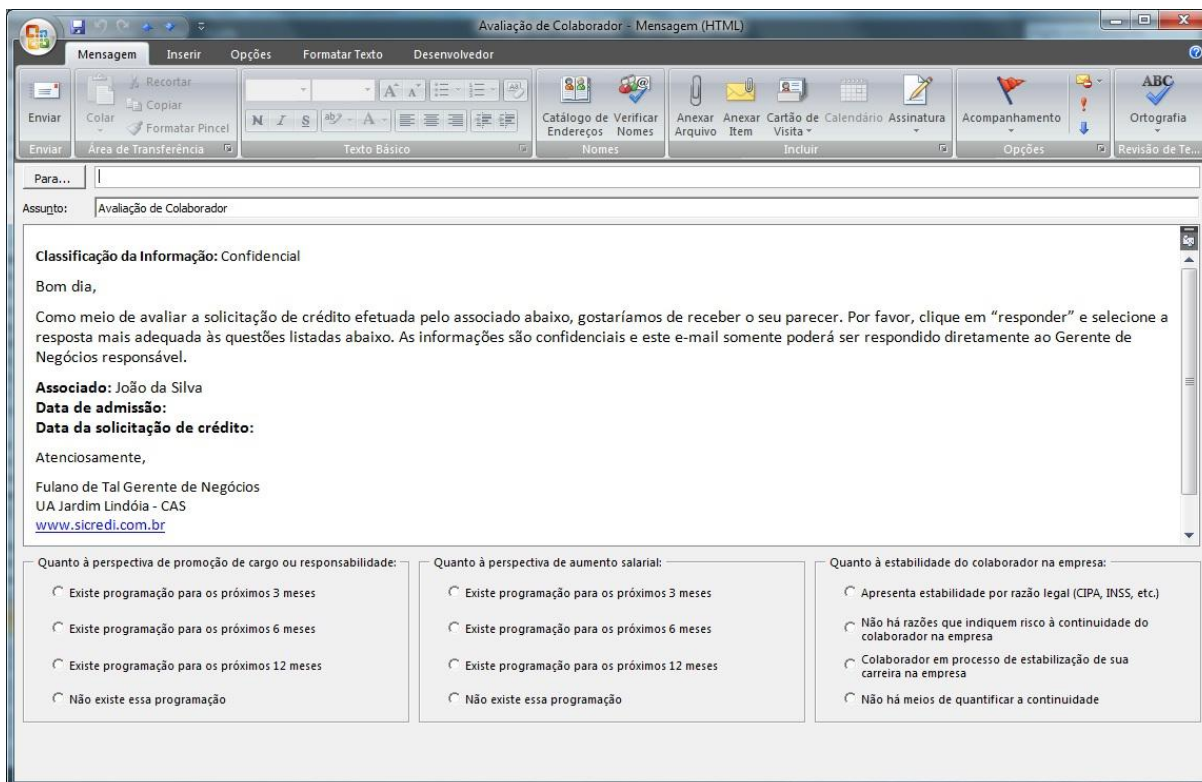 Avaliação de Colaborador - Mensagem (HTML)
Mensagem Inserir Opções Formatar Texto Desenvolvedor
Enviar
Colar
Recortar
Copiar
Formatar Pincel
N I S
Catálogo de Endereços
Verificar Nomes
Anexar Arquivo
Anexar Item
Cartão de Visita
Calendário
Assinatura
Acompanhamento
ABC
Ortografia
Enviar Área de Transferência Texto Básico Nomes Incluir Opções Revisão de Te...
Para...
Assunto: Avaliação de Colaborador
Classificação da Informação: Confidencial
Bom dia,
Como meio de avaliar a solicitação de crédito efetuada pelo associado abaixo, gostaríamos de receber o seu parecer. Por favor, clique em “responder” e selecione a
resposta mais adequada às questões listadas abaixo. As informações são confidenciais e este e-mail somente poderá ser respondido diretamente ao Gerente de
Negócios responsável.
Associado: João da Silva
Data de admissão:
Data da solicitação de crédito:
Atenciosamente,
Fulano de Tal Gerente de Negócios
UA Jardim Lindóia - CAS
www.sicredi.com.br
Quanto à perspectiva de promoção de cargo ou responsabilidade:
Existe programação para os próximos 3 meses
Existe programação para os próximos 6 meses
Existe programação para os próximos 12 meses
Não existe essa programação
Quanto à perspectiva de aumento salarial:
Existe programação para os próximos 3 meses
Existe programação para os próximos 6 meses
Existe programação para os próximos 12 meses
Não existe essa programação
Quanto à estabilidade do colaborador na empresa:
Apresenta estabilidade por razão legal (CIPA, INSS, etc.)
Não há razões que indiquem risco à continuidade do
colaborador na empresa
Colaborador em processo de estabilização de sua
carreira na empresa
Não há meios de quantificar a continuidade